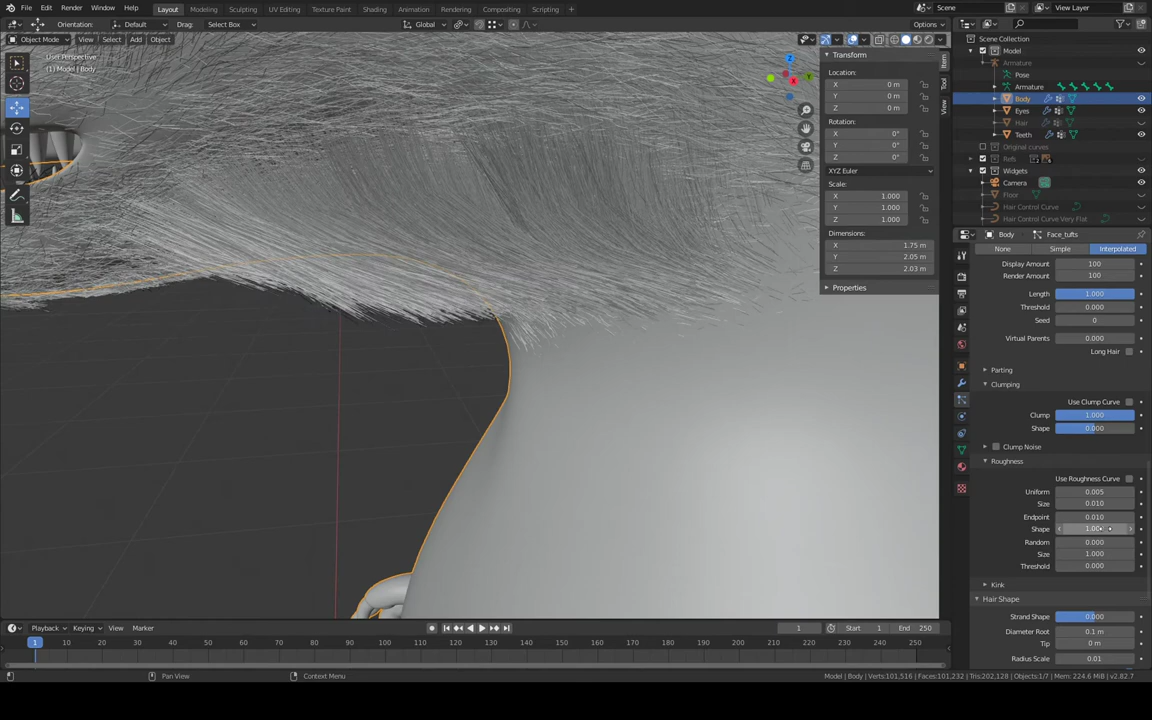 File Edit Render Window Help Layout Modeling Sculpting UV Editing Texture Paint Shading Animation Rendering Compositing Scripting + Scene View Layer
Orientation: Default Drag: Select Box Global Options
Object Mode View Select Add Object
User Perspective
(1) Model | Body
Transform
Location:
X 0 m
Y 0 m
Z 0 m
Rotation:
X 0°
Y 0°
Z 0°
XYZ Euler
Scale:
X 1.000
Y 1.000
Z 1.000
Dimensions:
X 1.75 m
Y 2.05 m
Z 2.03 m
Properties
Item
Tool
View
Scene Collection
Model
Armature
Pose
Armature
Body
Eyes
Hair
Teeth
Original curves
Refs
Widgets
Camera
Floor
Hair Control Curve
Hair Control Curve Very Flat
Body Face_tufts
None Simple Interpolated
Display Amount 100
Render Amount 100
Length 1.000
Threshold 0.000
Seed 0
Virtual Parents 0.000
Long Hair
Parting
Clumping
Use Clump Curve
Clump 1.000
Shape 0.000
Clump Noise
Roughness
Use Roughness Curve
Uniform 0.005
Size 0.010
Endpoint 0.010
Shape
Random 0.000
Size 1.000
Threshold 0.000
Kink
Hair Shape
Strand Shape 0.000
Diameter Root 0.1 m
Tip 0 m
Radius Scale 0.01
Playback Keying View Marker 1 Start 1 End 250
1 10 20 30 40 50 60 70 80 90 100 110 120 130 140 150 160 170 180 190 200 210 220 230 240 250
Pan View Context Menu Model | Body | Verts:101,516 | Faces:101,232 | Tris:202,128 | Objects:1/7 | Mem: 224.6 MiB | v2.82.7